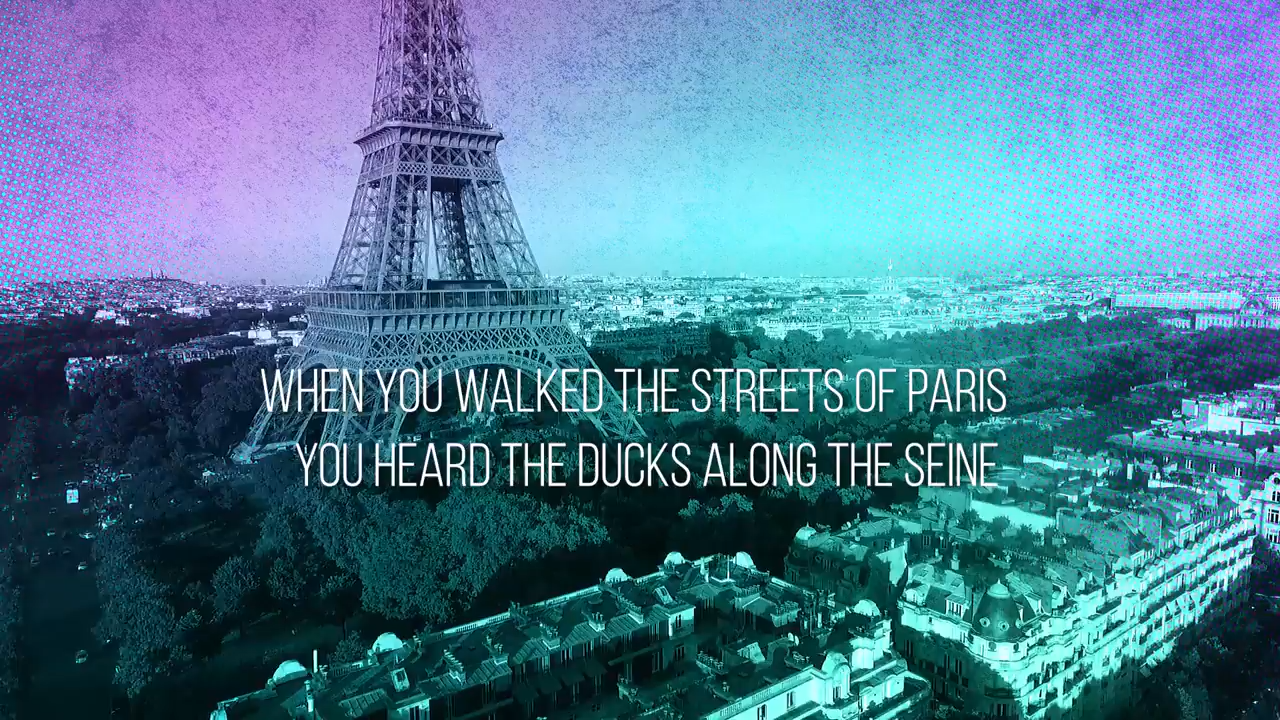 WHEN YOU WALKED THE STREETS OF PARIS
YOU HEARD THE DUCKS ALONG THE SEINE